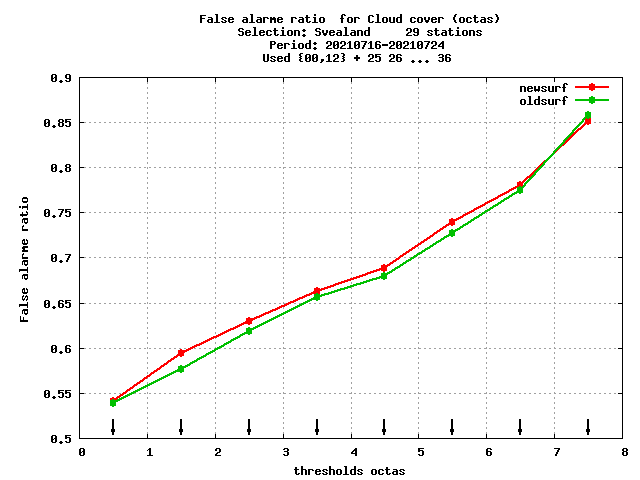 False alarme ratio  for Cloud cover (octas)
Selection: Svealand     29 stations
Period: 20210716-20210724
Used {00,12} + 25 26 ... 36
newsurf
oldsurf
0.9
0.85
0.8
0.75
0.7
0.65
0.6
0.55
0.5
False alarme ratio
0 1 2 3 4 5 6 7 8
thresholds octas